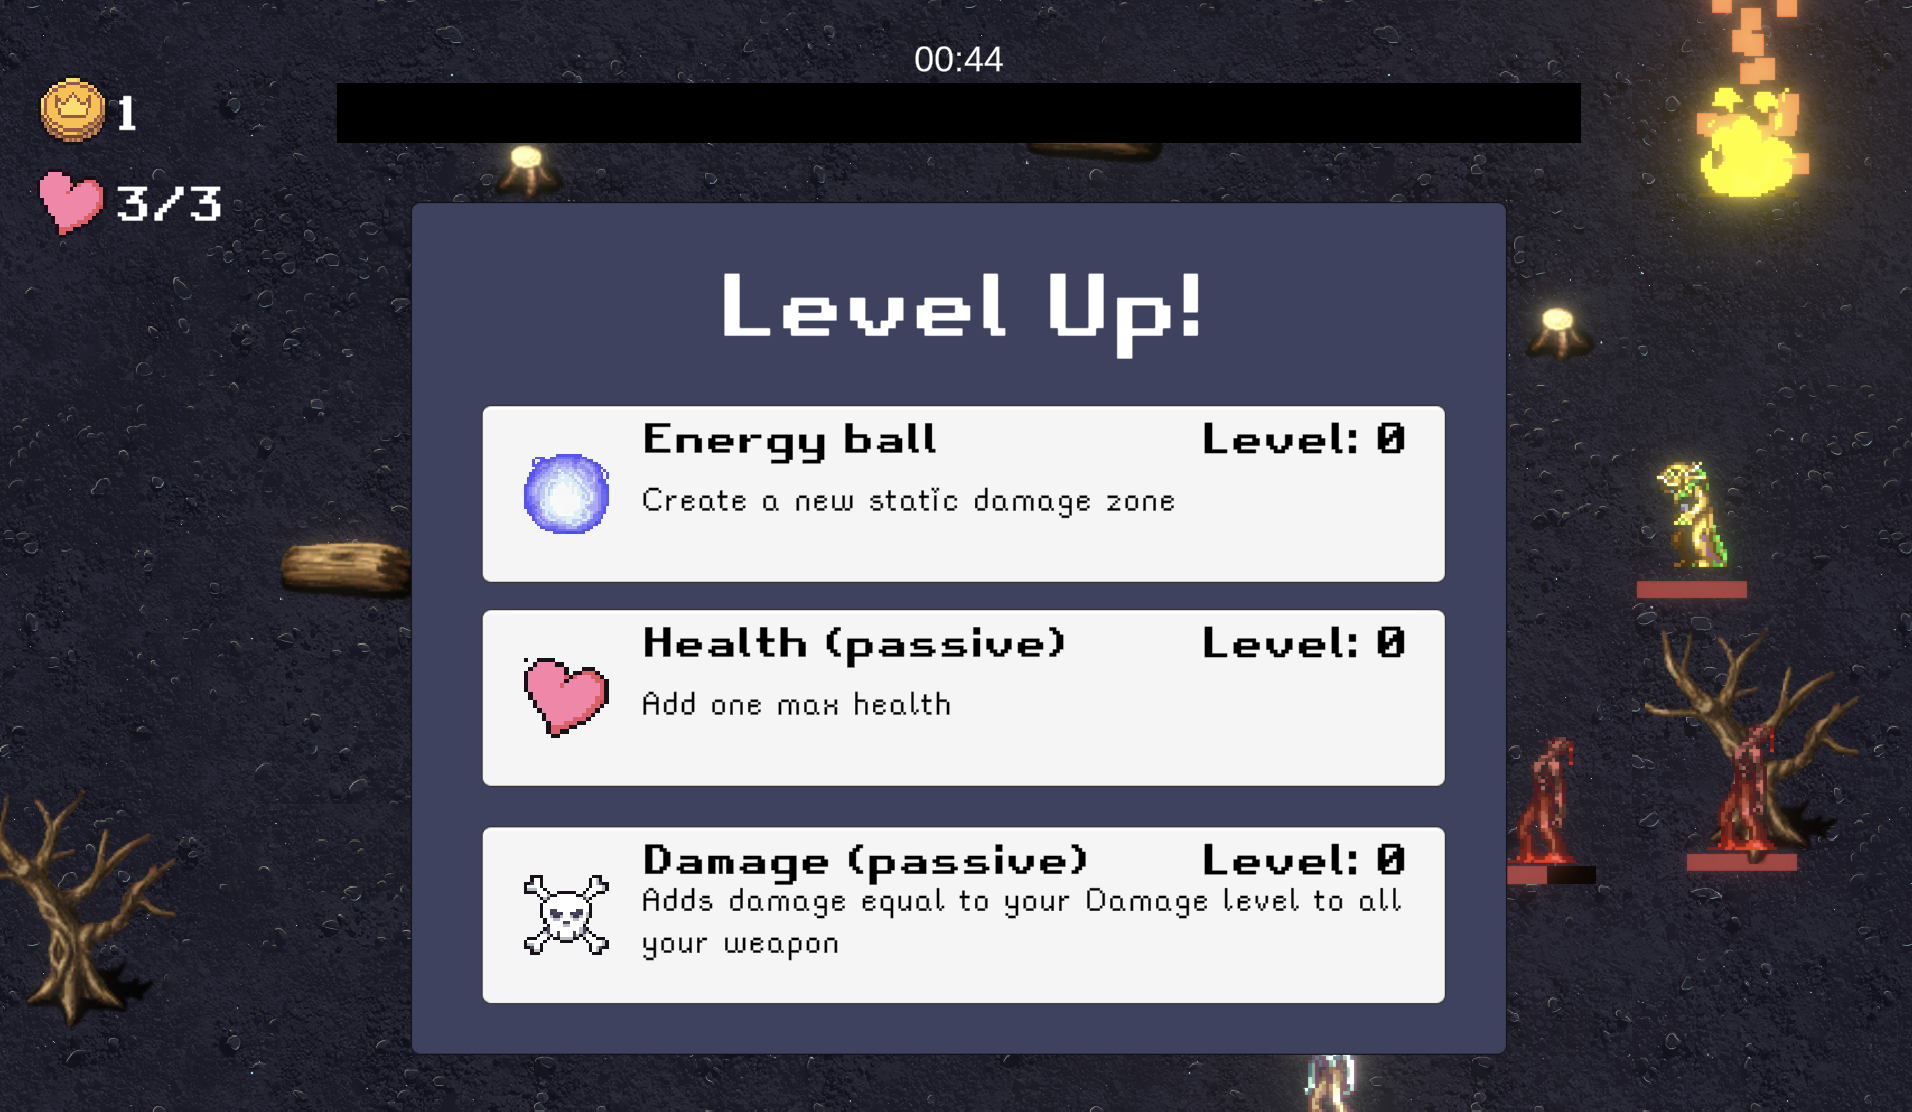 00:44
1
3/3
Level Up!
Energy ball
Level: 0
Create a new static damage zone
Health (passive)
Level: 0
Add one max health
Damage (passive)
Level: 0
Adds damage equal to your Damage level to all
your weapon